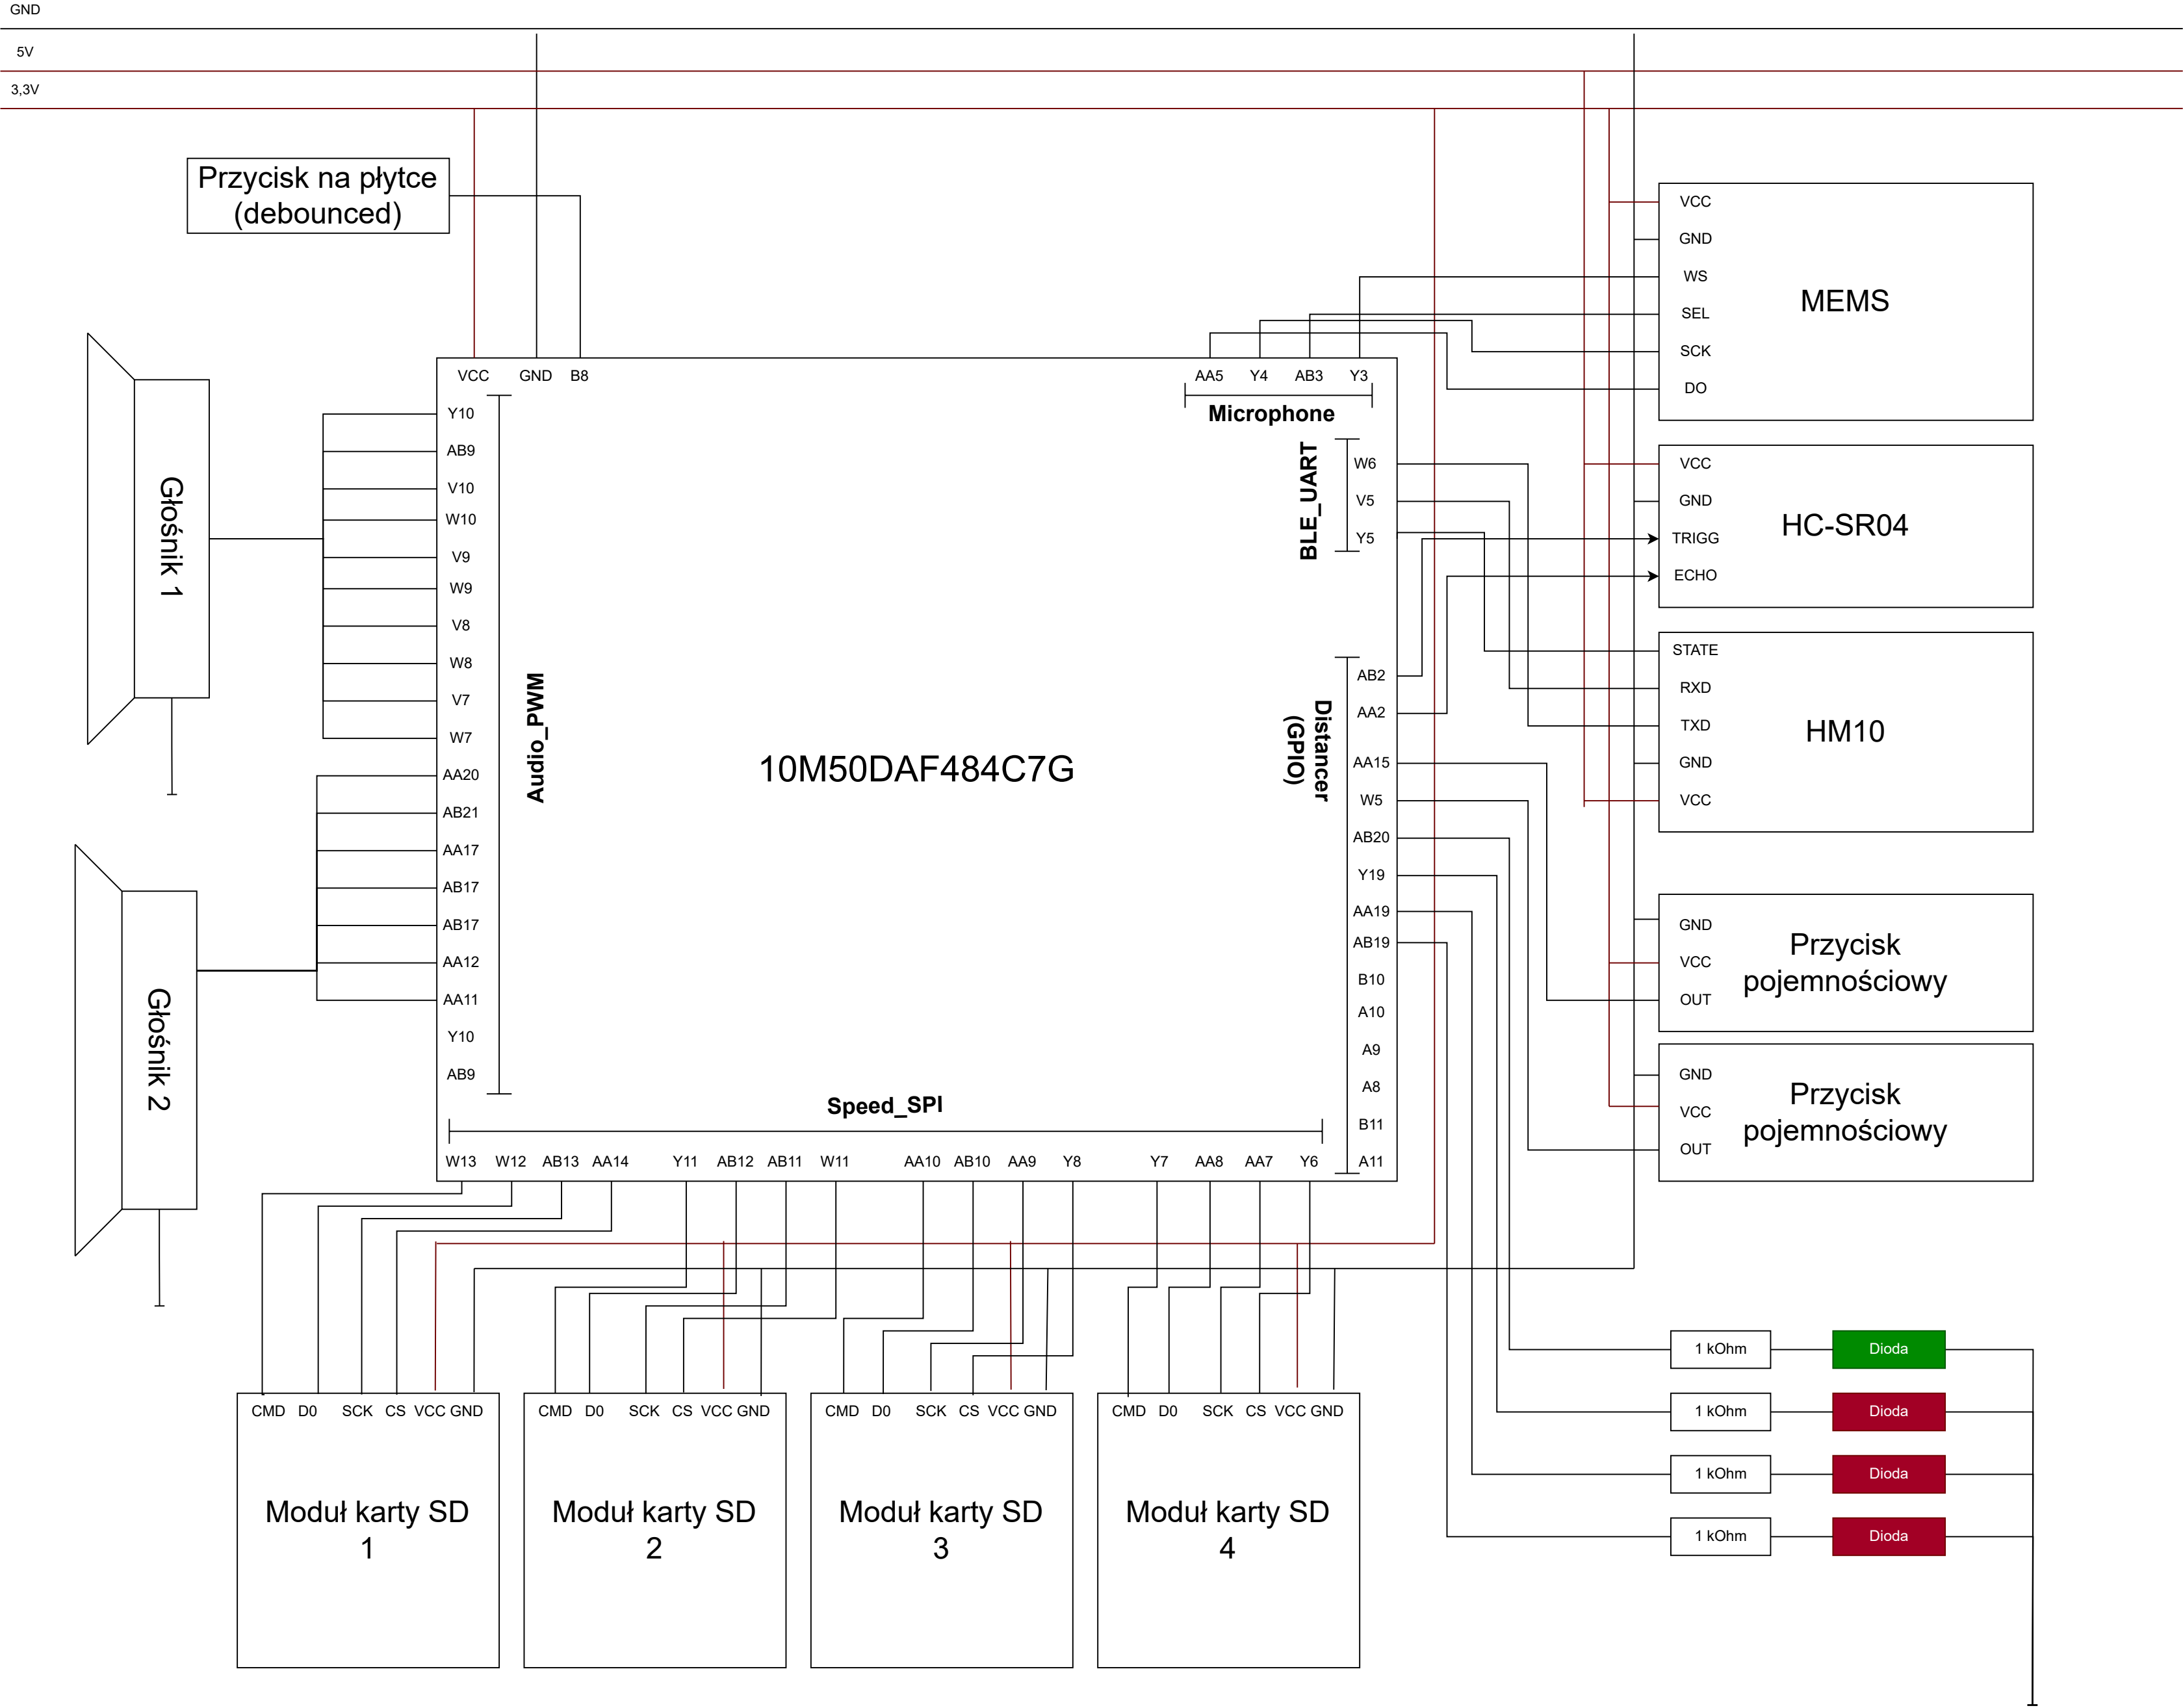 GND
5V
3,3V
Przycisk na płytce
(debounced)
VCC
GND
B8
AA5
Y4
AB3
Y3
Microphone
Y10
AB9
V10
W10
V9
W9
V8
W8
V7
W7
AA20
AB21
AA17
AB17
AB17
AA12
AA11
Y10
AB9
Audio_PWM
Głośnik 1
Głośnik 2
10M50DAF484C7G
BLE_UART
W6
V5
Y5
Distancer
(GPIO)
AB2
AA2
AA15
W5
AB20
Y19
AA19
AB19
B10
A10
A9
A8
B11
A11
Speed_SPI
W13
W12
AB13
AA14
Y11
AB12
AB11
W11
AA10
AB10
AA9
Y8
Y7
AA8
AA7
Y6
VCC
GND
WS
SEL
SCK
DO
MEMS
VCC
GND
TRIGG
ECHO
HC-SR04
STATE
RXD
TXD
GND
VCC
HM10
GND
VCC
OUT
Przycisk
pojemnościowy
GND
VCC
OUT
Przycisk
pojemnościowy
1 kOhm
Dioda
1 kOhm
Dioda
1 kOhm
Dioda
1 kOhm
Dioda
CMD D0 SCK CS VCC GND
Moduł karty SD
1
CMD D0 SCK CS VCC GND
Moduł karty SD
2
CMD D0 SCK CS VCC GND
Moduł karty SD
3
CMD D0 SCK CS VCC GND
Moduł karty SD
4